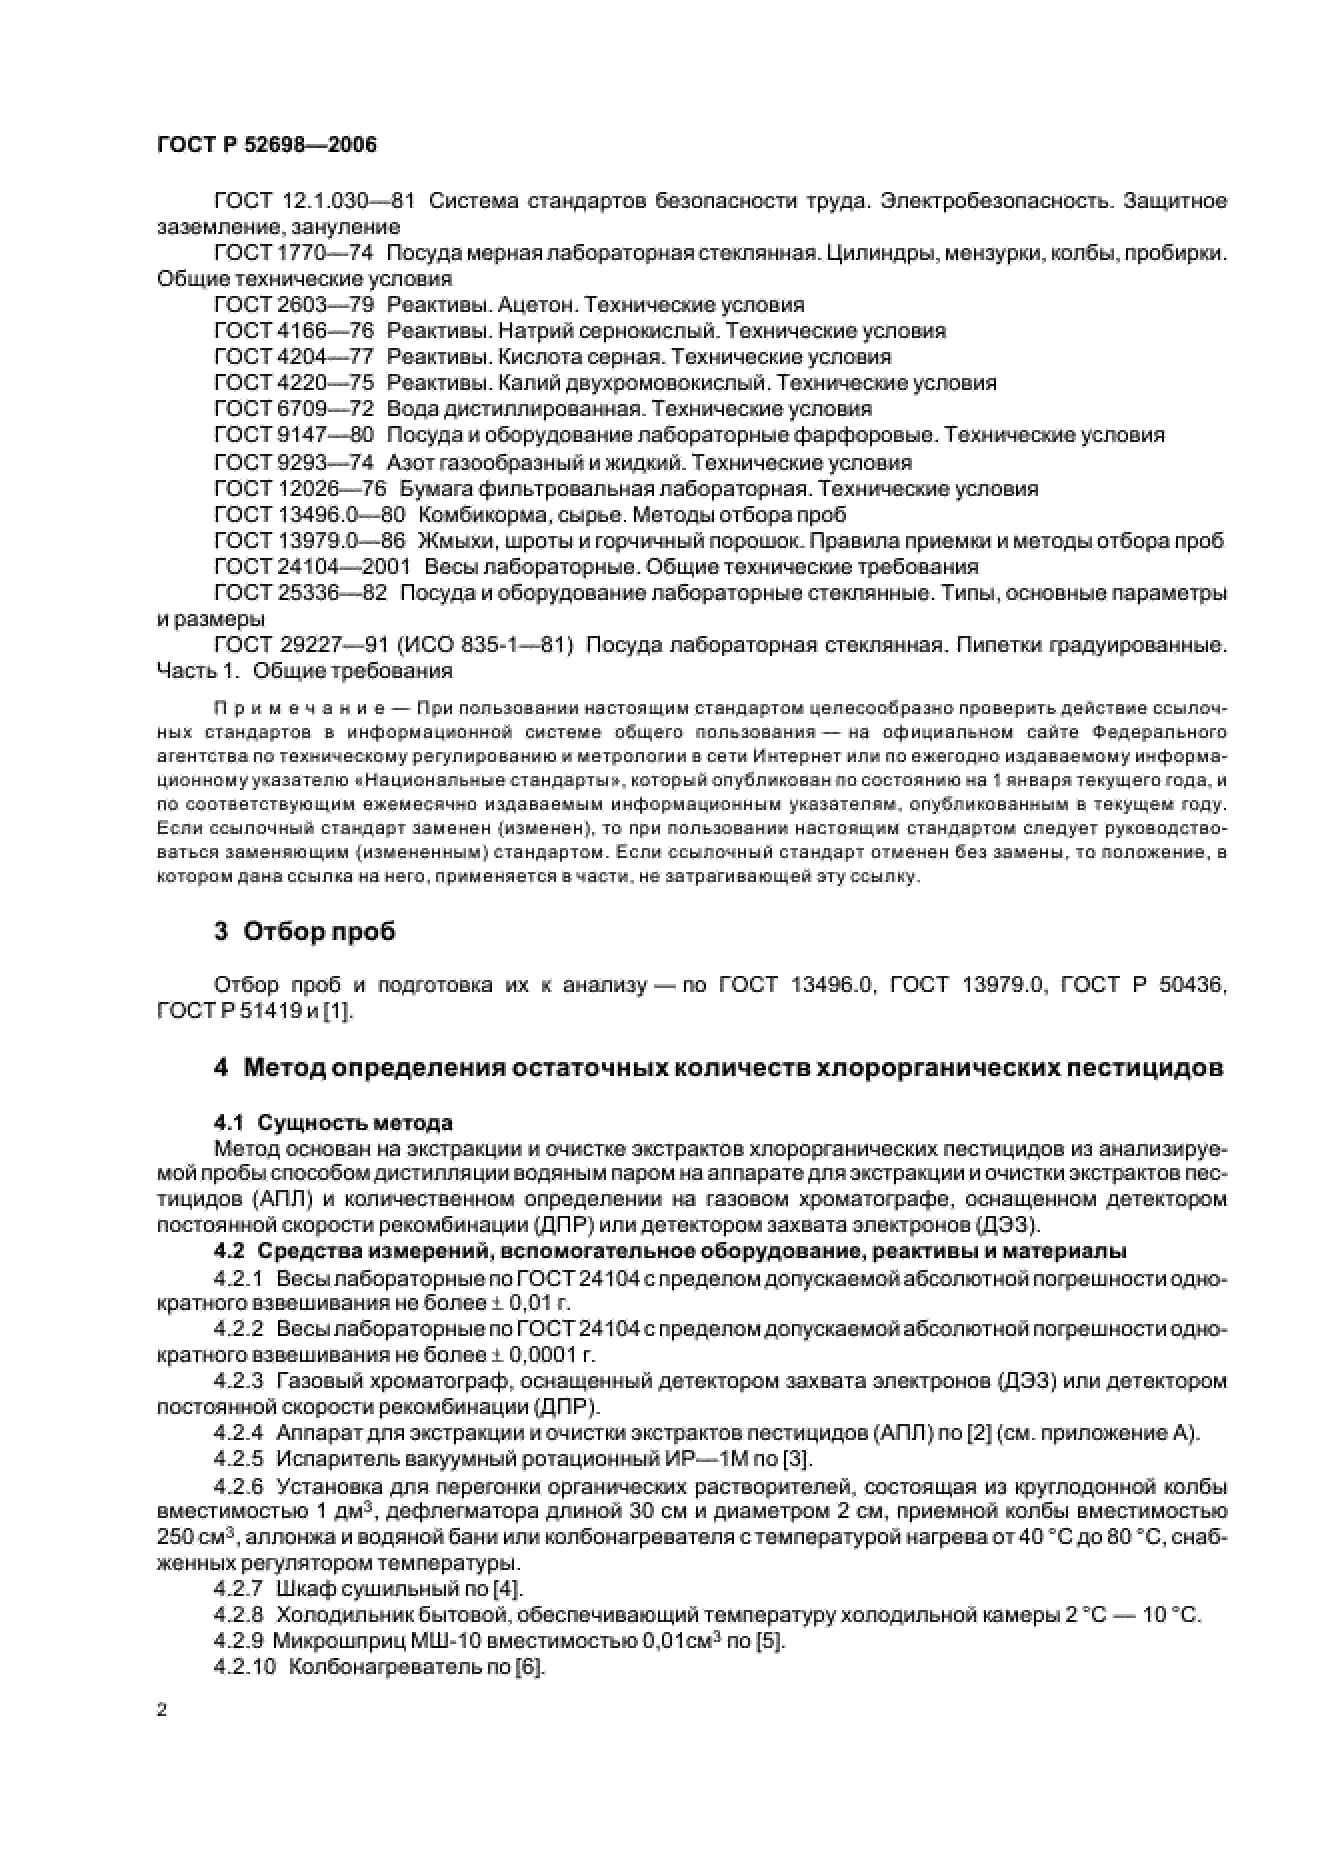 ГОСТ Р 52698—2006
ГОСТ 12.1.030—81 Система стандартов безопасности труда. Электробезопасность. Защитное
заземление, зануление
ГОСТ 1770—74 Посуда мерная лабораторная стеклянная. Цилиндры, мензурки, колбы, пробирки.
Общие технические условия
ГОСТ 2603—79 Реактивы. Ацетон. Технические условия
ГОСТ 4166—76 Реактивы. Натрий сернокислый. Технические условия
ГОСТ 4204—77 Реактивы. Кислота серная. Технические условия
ГОСТ 4220—75 Реактивы. Калий двухромовокислый. Технические условия
ГОСТ 6709—72 Вода дистиллированная. Технические условия
ГОСТ 9147—80 Посуда и оборудование лабораторные фарфоровые. Технические условия
ГОСТ 9293—74 Азот газообразный и жидкий. Технические условия
ГОСТ 12026—76 Бумага фильтровальная лабораторная. Технические условия
ГОСТ 13496.0—80 Комбикорма, сырье. Методы отбора проб
ГОСТ 13979.0—86 Жмыхи, шроты и горчичный порошок. Правила приемки и методы отбора проб
ГОСТ 24104—2001 Весы лабораторные. Общие технические требования
ГОСТ 25336—82 Посуда и оборудование лабораторные стеклянные. Типы, основные параметры
и размеры
ГОСТ 29227—91 (ИСО 835-1—81) Посуда лабораторная стеклянная. Пипетки градуированные.
Часть 1. Общие требования
Примечание — При пользовании настоящим стандартом целесообразно проверить действие ссылоч-
ных стандартов в информационной системе общего пользования — на официальном сайте Федерального
агентства по техническому регулированию и метрологии в сети Интернет или по ежегодно издаваемому информа-
ционному указателю «Национальные стандарты», который опубликован по состоянию на 1 января текущего года, и
по соответствующим ежемесячно издаваемым информационным указателям, опубликованным в текущем году.
Если ссылочный стандарт заменен (изменен), то при пользовании настоящим стандартом следует руководство-
ваться заменяющим (измененным) стандартом. Если ссылочный стандарт отменен без замены, то положение, в
котором дана ссылка на него, применяется в части, не затрагивающей эту ссылку.
3 Отбор проб
Отбор проб и подготовка их к анализу — по ГОСТ 13496.0, ГОСТ 13979.0, ГОСТ Р 50436,
ГОСТ Р 51419 и [1].
4 Метод определения остаточных количеств хлорорганических пестицидов
4.1 Сущность метода
Метод основан на экстракции и очистке экстрактов хлорорганических пестицидов из анализируе-
мой пробы способом дистилляции водяным паром на аппарате для экстракции и очистки экстрактов пес-
тицидов (АПЛ) и количественном определении на газовом хроматографе, оснащенном детектором
постоянной скорости рекомбинации (ДПР) или детектором захвата электронов (ДЭЗ).
4.2 Средства измерений, вспомогательное оборудование, реактивы и материалы
4.2.1 Весы лабораторные по ГОСТ 24104 с пределом допускаемой абсолютной погрешности одно-
кратного взвешивания не более ± 0,01 г.
4.2.2 Весы лабораторные по ГОСТ 24104 с пределом допускаемой абсолютной погрешности одно-
кратного взвешивания не более ± 0,0001 г.
4.2.3 Газовый хроматограф, оснащенный детектором захвата электронов (ДЭЗ) или детектором
постоянной скорости рекомбинации (ДПР).
4.2.4 Аппарат для экстракции и очистки экстрактов пестицидов (АПЛ) по [2] (см. приложение А).
4.2.5 Испаритель вакуумный ротационный ИР—1М по [3].
4.2.6 Установка для перегонки органических растворителей, состоящая из круглодонной колбы
вместимостью 1 дм³, дефлегматора длиной 30 см и диаметром 2 см, приемной колбы вместимостью
250 см³, аллонжа и водяной бани или колбонагревателя с температурой нагрева от 40 °С до 80 °С, снаб-
женных регулятором температуры.
4.2.7 Шкаф сушильный по [4].
4.2.8 Холодильник бытовой, обеспечивающий температуру холодильной камеры 2 °С — 10 °С.
4.2.9 Микрошприц МШ-10 вместимостью 0,01см³ по [5].
4.2.10 Колбонагреватель по [6].
2